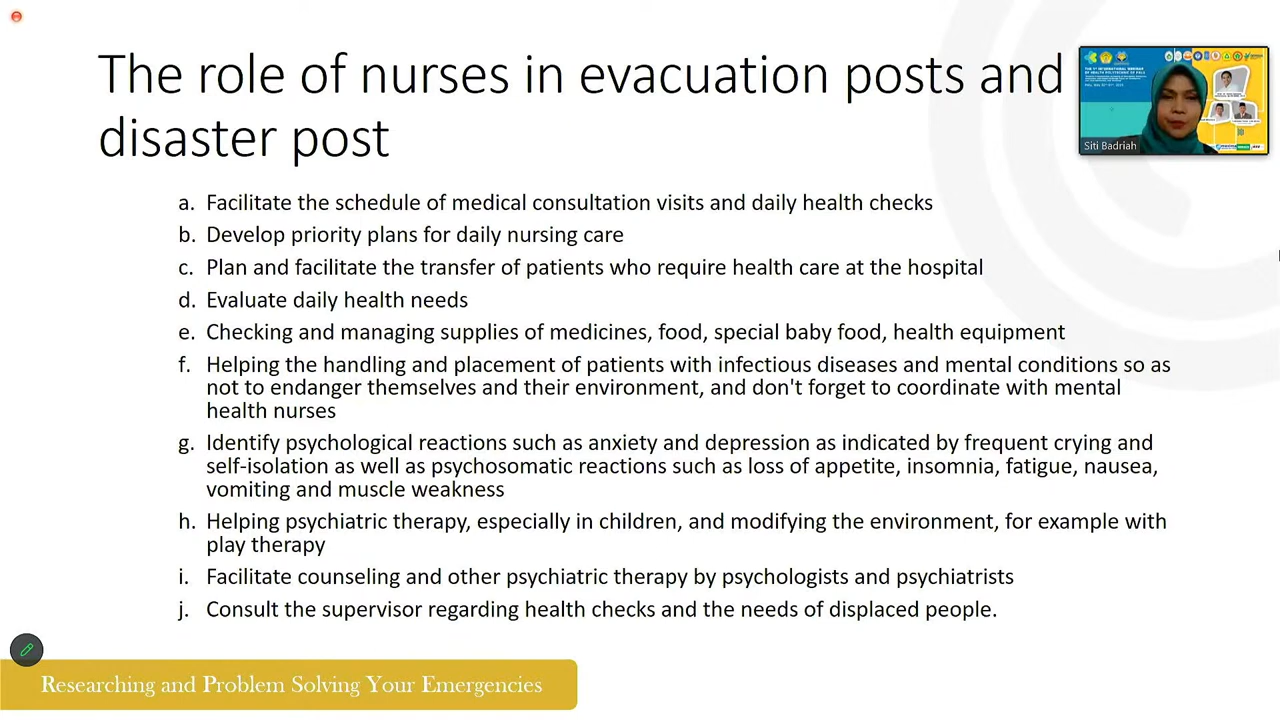 The role of nurses in evacuation posts and
disaster post
Siti Badriah
a. Facilitate the schedule of medical consultation visits and daily health checks
b. Develop priority plans for daily nursing care
c. Plan and facilitate the transfer of patients who require health care at the hospital
d. Evaluate daily health needs
e. Checking and managing supplies of medicines, food, special baby food, health equipment
f. Helping the handling and placement of patients with infectious diseases and mental conditions so as
not to endanger themselves and their environment, and don't forget to coordinate with mental
health nurses
g. Identify psychological reactions such as anxiety and depression as indicated by frequent crying and
self-isolation as well as psychosomatic reactions such as loss of appetite, insomnia, fatigue, nausea,
vomiting and muscle weakness
h. Helping psychiatric therapy, especially in children, and modifying the environment, for example with
play therapy
i. Facilitate counseling and other psychiatric therapy by psychologists and psychiatrists
j. Consult the supervisor regarding health checks and the needs of displaced people.
Researching and Problem Solving Your Emergencies